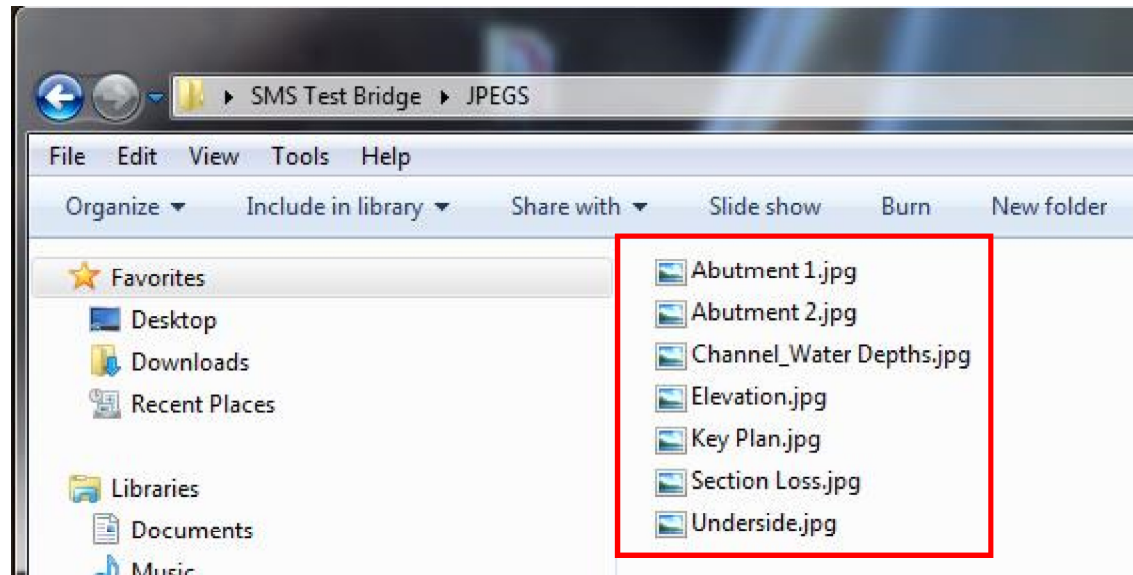 SMS Test Bridge JPEGS
File Edit View Tools Help
Organize Include in library Share with Slide show Burn New folder
Favorites
Desktop
Downloads
Recent Places
Libraries
Documents
Music
Abutment 1.jpg
Abutment 2.jpg
Channel_Water Depths.jpg
Elevation.jpg
Key Plan.jpg
Section Loss.jpg
Underside.jpg